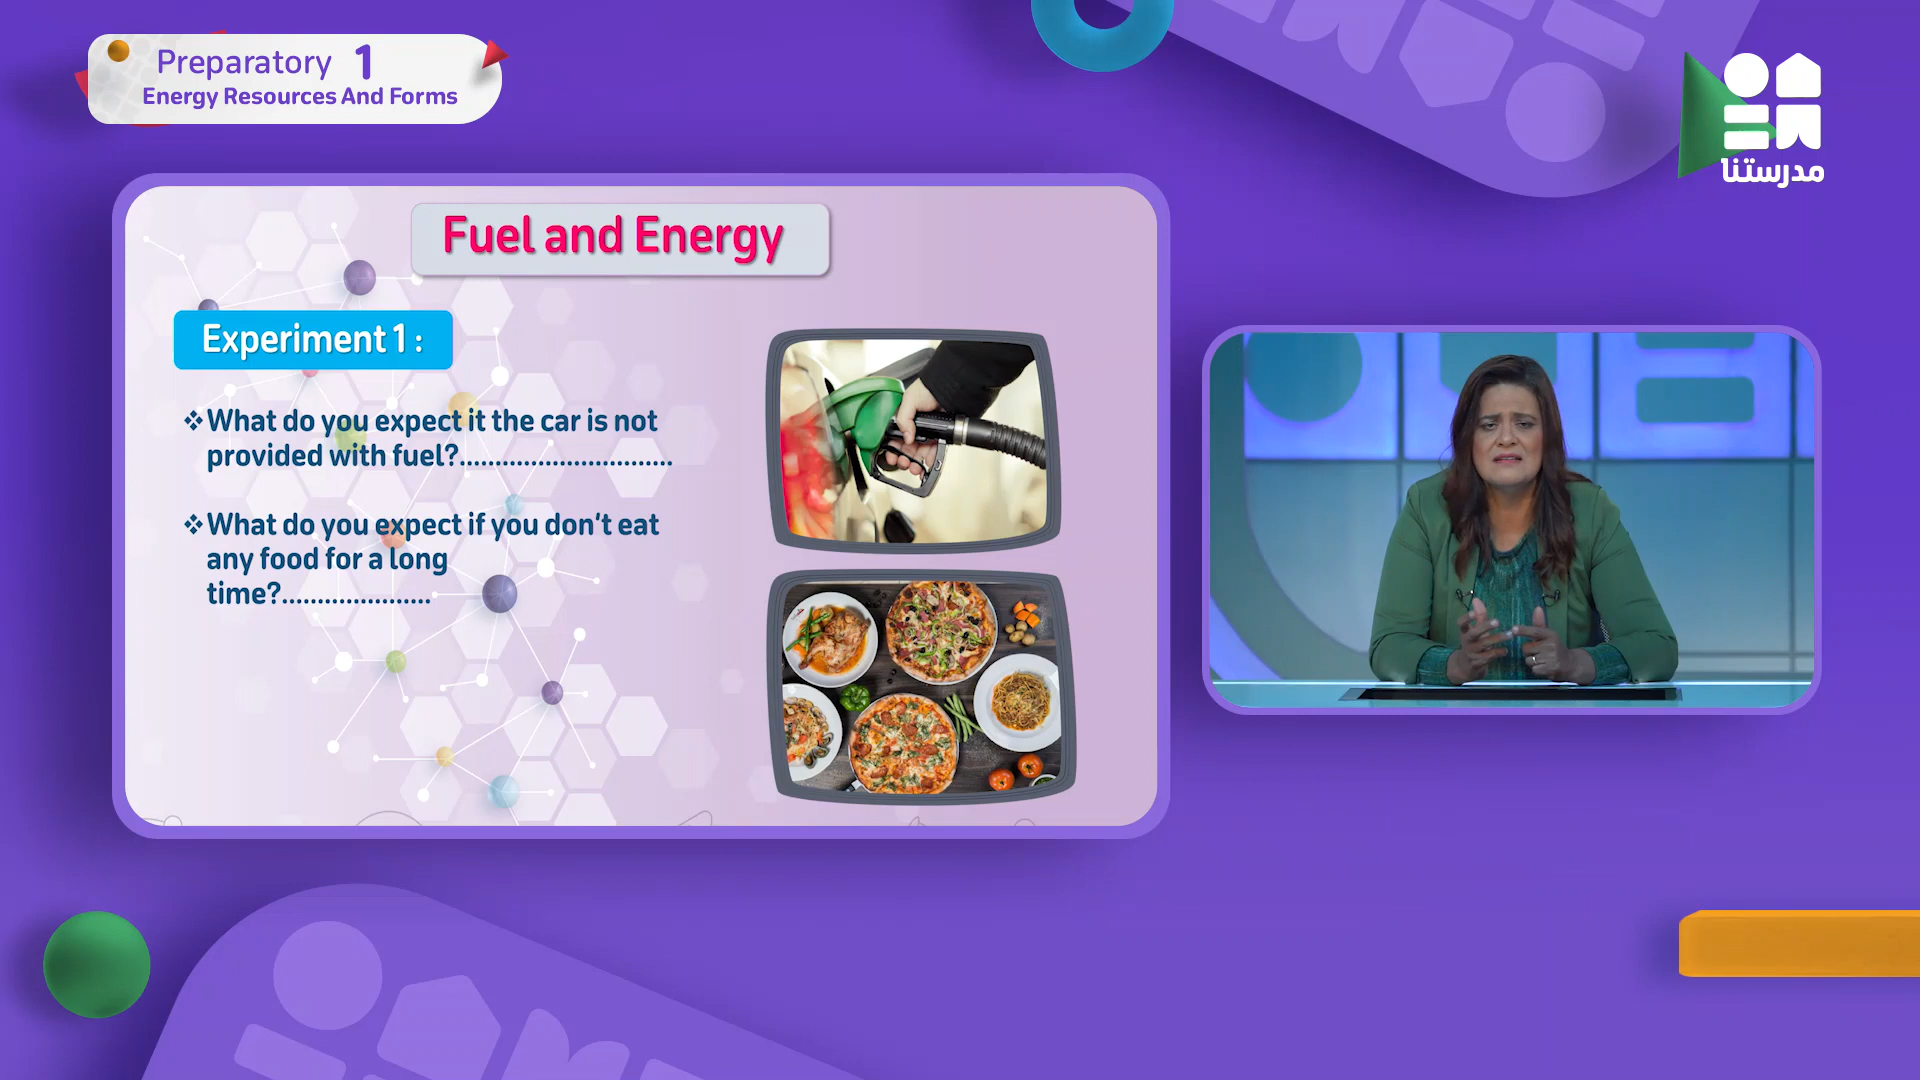 Preparatory 1
Energy Resources And Forms
مدرستنا
Fuel and Energy
Experiment 1 :
❖What do you expect it the car is not
provided with fuel?..............................
❖What do you expect if you don't eat
any food for a long
time?.....................